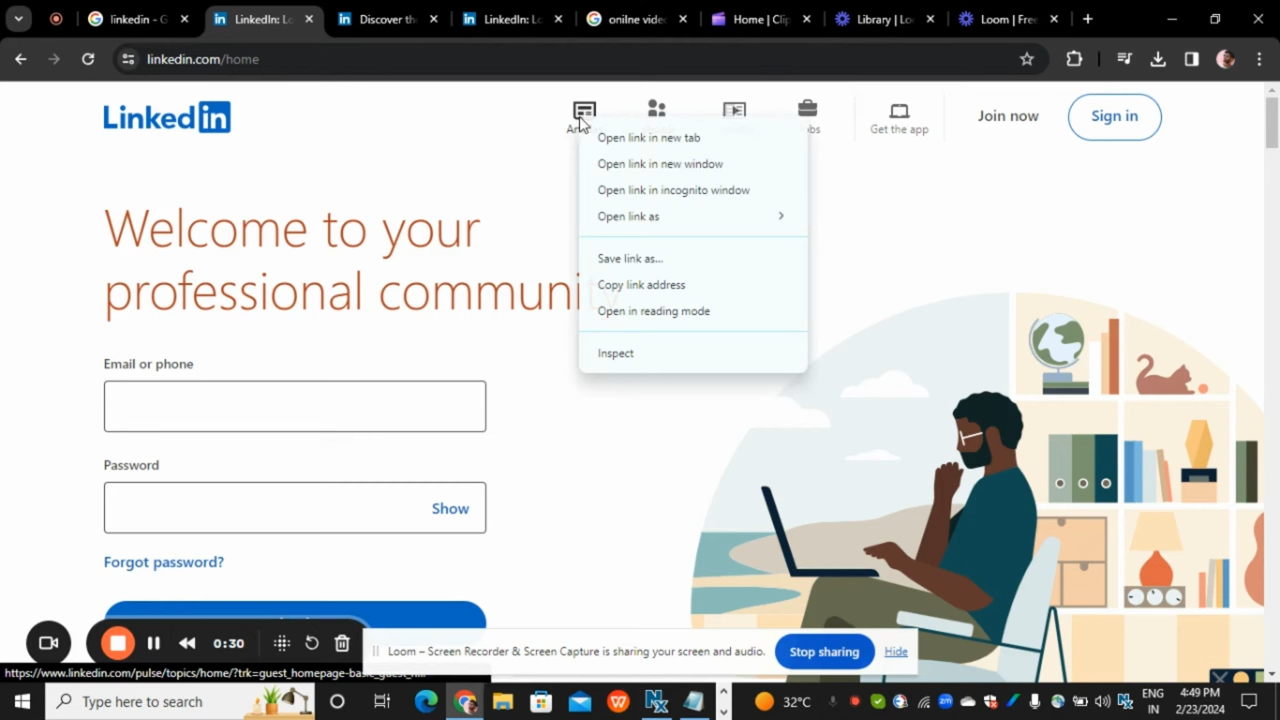 linkedin - G
LinkedIn: Lo
Discover th
LinkedIn: Lo
onilne vide
Home | Clip
Library | Lo
Loom | Free
linkedin.com/home
Linkedin
Get the app
Join now
Sign in
Open link in new tab
Open link in new window
Open link in incognito window
Open link as
Save link as...
Copy link address
Open in reading mode
Inspect
Welcome to your
professional community
Email or phone
Password
Show
Forgot password?
0:30
Loom – Screen Recorder & Screen Capture is sharing your screen and audio.
Stop sharing
Hide
https://www.linkedin.com/pulse/topics/home/?trk=guest_homepage-basic_guest_n...
Type here to search
32°C
ENG
IN
4:49 PM
2/23/2024